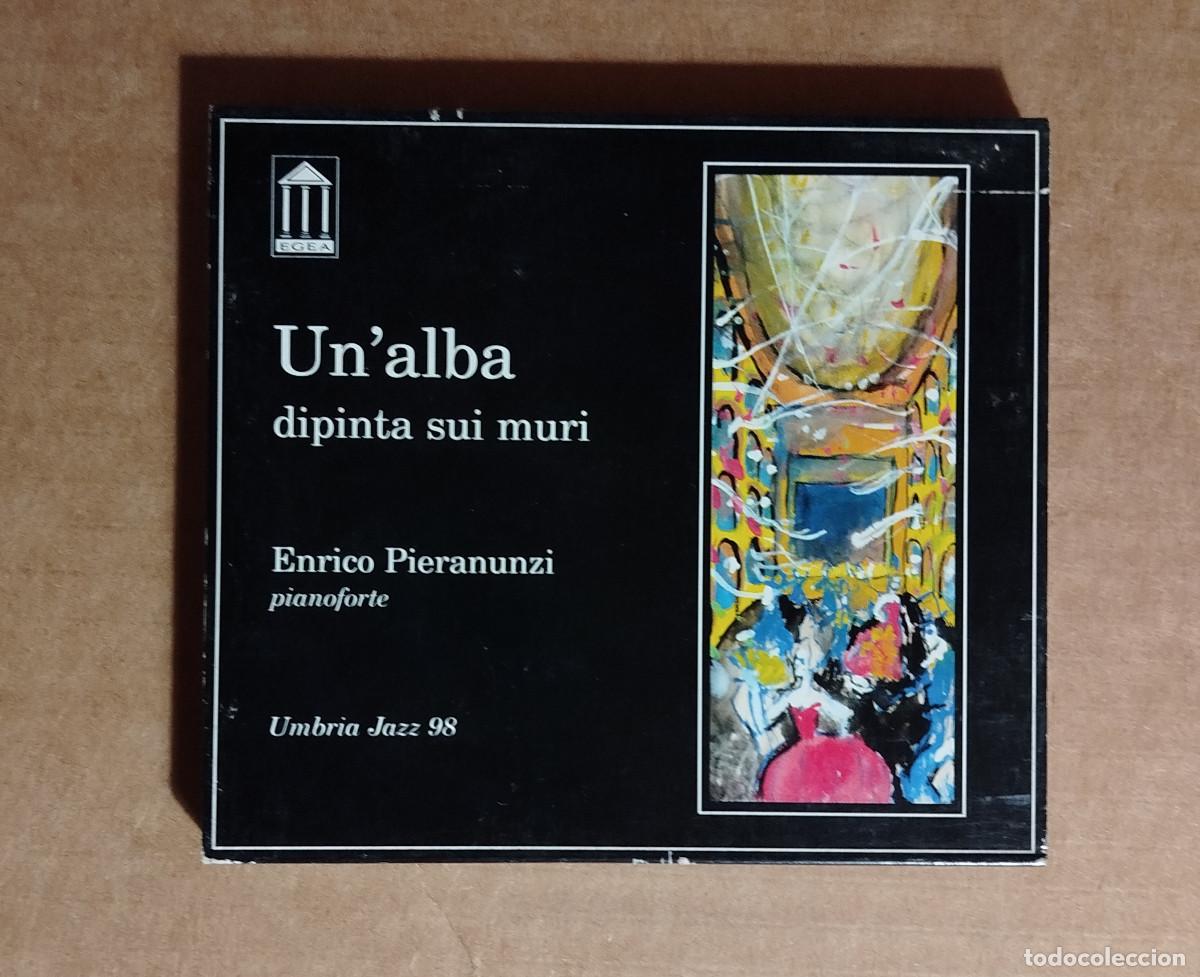 EGEA
Un'alba
dipinta sui muri
Enrico Pieranunzi
pianoforte
Umbria Jazz 98
todocoleccion